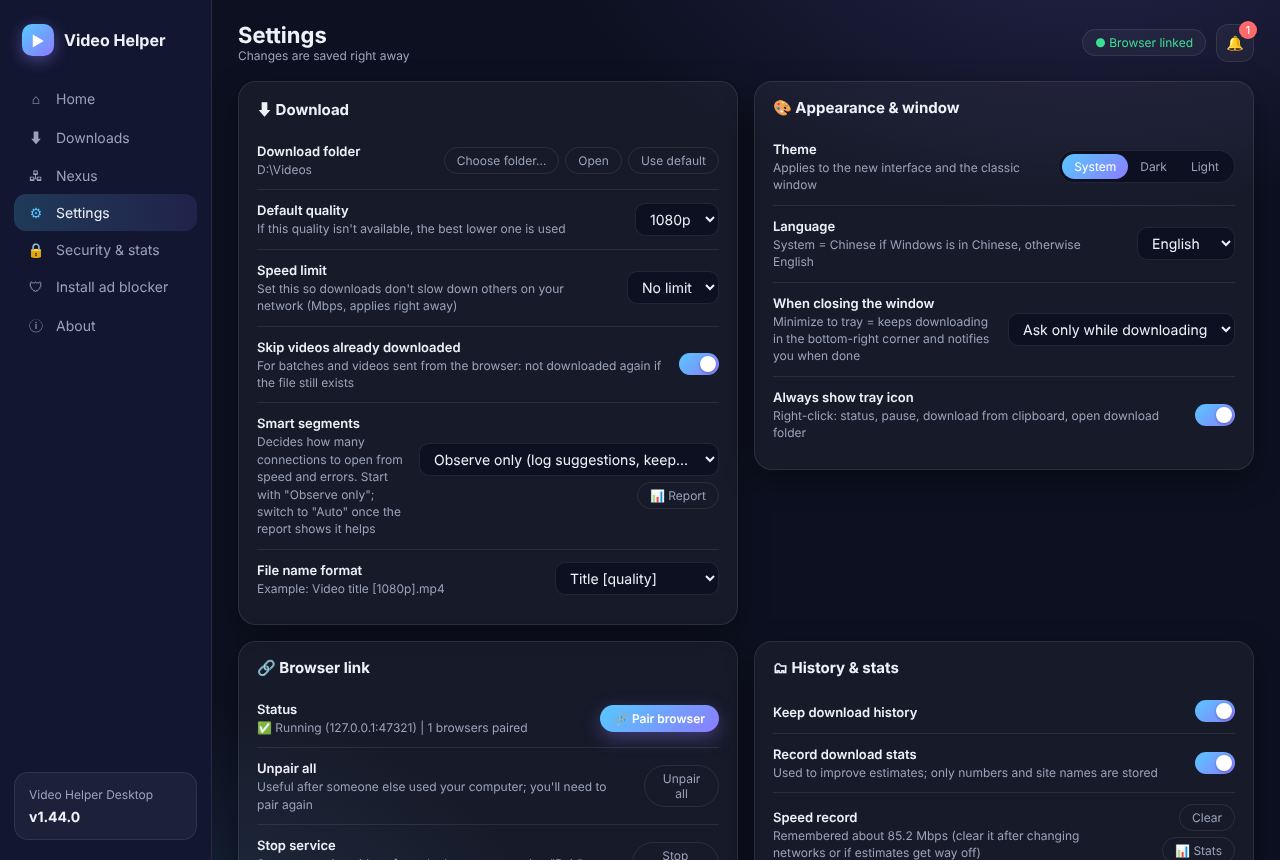 Video Helper
Home
Downloads
Nexus
Settings
Security & stats
Install ad blocker
About
Video Helper Desktop
v1.44.0
Settings
Changes are saved right away
Browser linked
1
Download
Download folder
D:\Videos
Choose folder...
Open
Use default
Default quality
If this quality isn't available, the best lower one is used
1080p
Speed limit
Set this so downloads don't slow down others on your
network (Mbps, applies right away)
No limit
Skip videos already downloaded
For batches and videos sent from the browser: not downloaded again if
the file still exists
Smart segments
Decides how many
connections to open from
speed and errors. Start
with "Observe only";
switch to "Auto" once the
report shows it helps
Observe only (log suggestions, keep...
Report
File name format
Example: Video title [1080p].mp4
Title [quality]
Appearance & window
Theme
Applies to the new interface and the classic
window
System
Dark
Light
Language
System = Chinese if Windows is in Chinese, otherwise
English
English
When closing the window
Minimize to tray = keeps downloading
in the bottom-right corner and notifies
you when done
Ask only while downloading
Always show tray icon
Right-click: status, pause, download from clipboard, open download
folder
Browser link
Status
✅ Running (127.0.0.1:47321) | 1 browsers paired
Pair browser
Unpair all
Useful after someone else used your computer; you'll need to
pair again
Unpair
all
Stop service
Stop
History & stats
Keep download history
Record download stats
Used to improve estimates; only numbers and site names are stored
Speed record
Remembered about 85.2 Mbps (clear it after changing
networks or if estimates get way off)
Clear
Stats